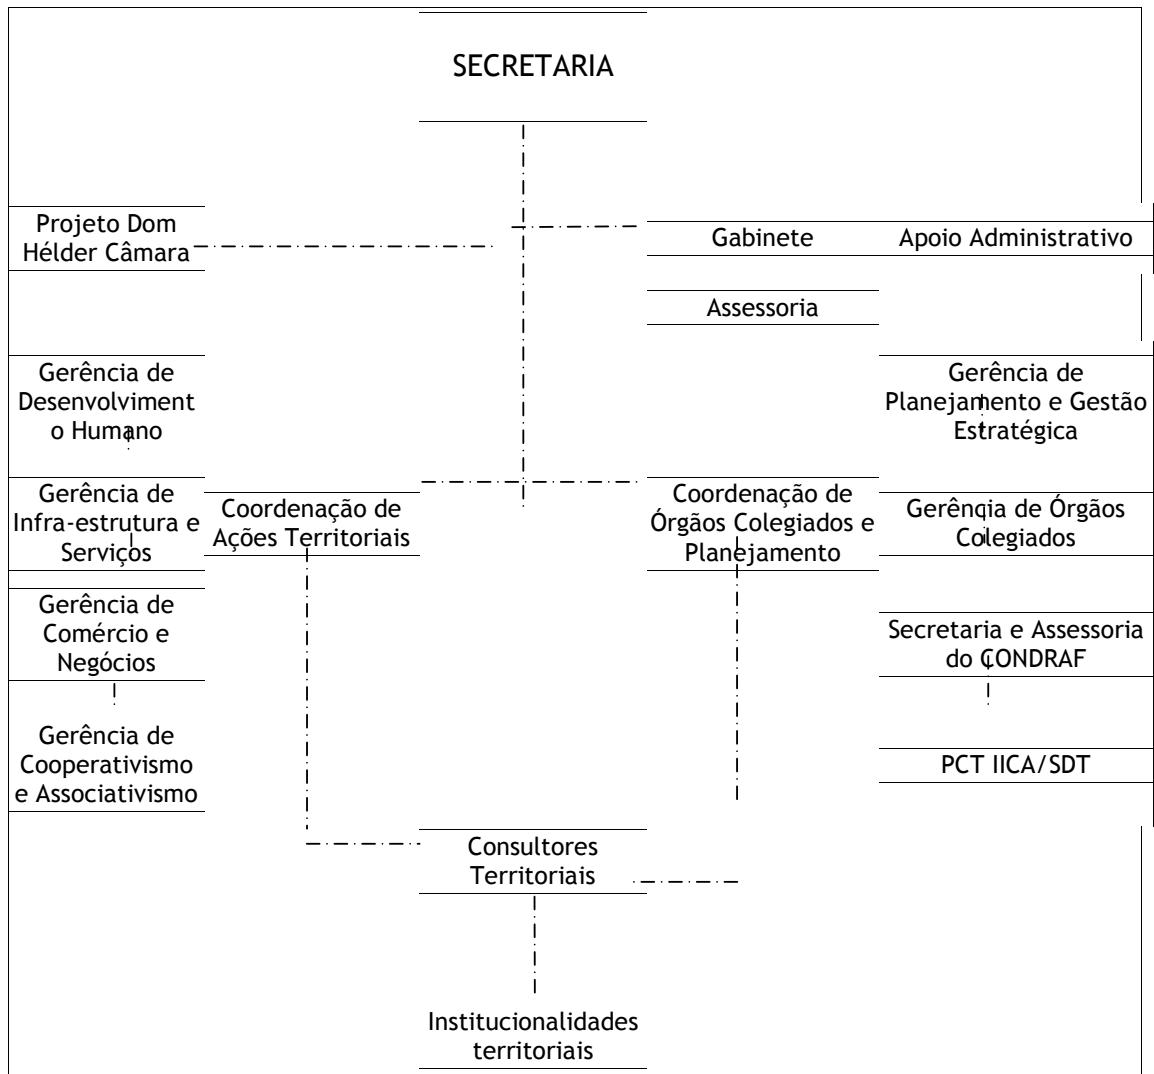 SECRETARIA
Projeto Dom
Hélder Câmara
Gabinete
Apoio Administrativo
Assessoria
Gerência de
Desenvolviment
o Humano
Gerência de
Planejamento e Gestão
Estratégica
Gerência de
Infra-estrutura e
Serviços
Coordenação de
Ações Territoriais
Coordenação de
Órgãos Colegiados e
Planejamento
Gerência de Órgãos
Colegiados
Gerência de
Comércio e
Negócios
Secretaria e Assessoria
do CONDRAF
Gerência de
Cooperativismo
e Associativismo
PCT IICA/SDT
Consultores
Territoriais
Institucionalidades
territoriais